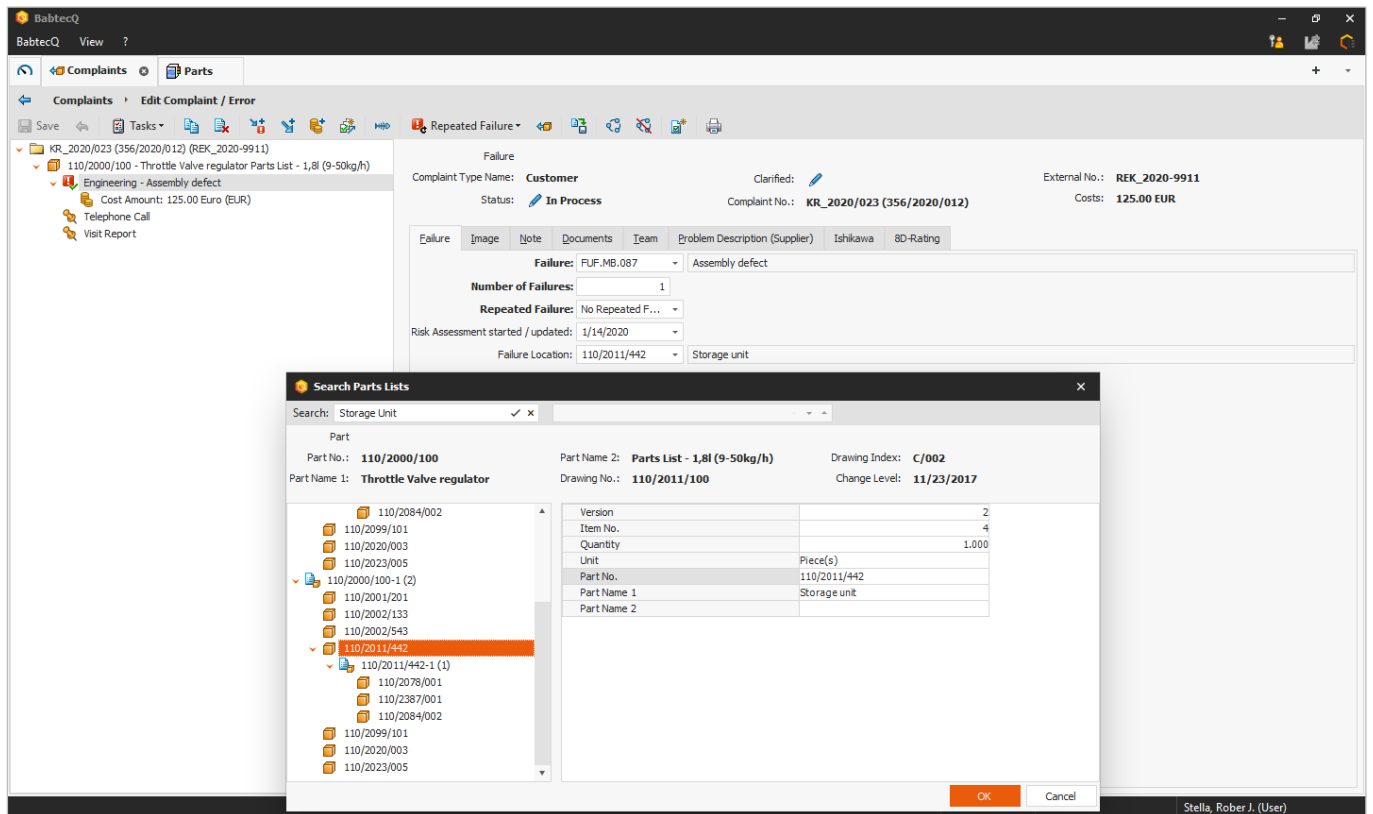 BabtecQ
BabtecQ View ?
Complaints Parts
Complaints Edit Complaint / Error
Save Tasks Repeated Failure
KR_2020/023 (356/2020/012) (REK_2020-9911)
110/2000/100 - Throttle Valve regulator Parts List - 1,8l (9-50kg/h)
Engineering - Assembly defect
Cost Amount: 125.00 Euro (EUR)
Telephone Call
Visit Report
Failure
Complaint Type Name: Customer Clarified: External No.: REK_2020-9911
Status: In Process Complaint No.: KR_2020/023 (356/2020/012) Costs: 125.00 EUR
Failure Image Note Documents Team Problem Description (Supplier) Ishikawa 8D-Rating
Failure: FUF.MB.087 Assembly defect
Number of Failures: 1
Repeated Failure: No Repeated F...
Risk Assessment started / updated: 1/14/2020
Failure Location: 110/2011/442 Storage unit
Search Parts Lists
Search: Storage Unit
Part
Part No.: 110/2000/100 Part Name 2: Parts List - 1,8l (9-50kg/h) Drawing Index: C/002
Part Name 1: Throttle Valve regulator Drawing No.: 110/2011/100 Change Level: 11/23/2017
110/2084/002
110/2099/101
110/2020/003
110/2023/005
110/2000/100-1 (2)
110/2001/201
110/2002/133
110/2002/543
110/2011/442
110/2011/442-1 (1)
110/2078/001
110/2387/001
110/2084/002
110/2099/101
110/2020/003
110/2023/005
Version 2
Item No. 4
Quantity 1.000
Unit Piece(s)
Part No. 110/2011/442
Part Name 1 Storage unit
Part Name 2
OK Cancel
Stella, Rober J. (User)